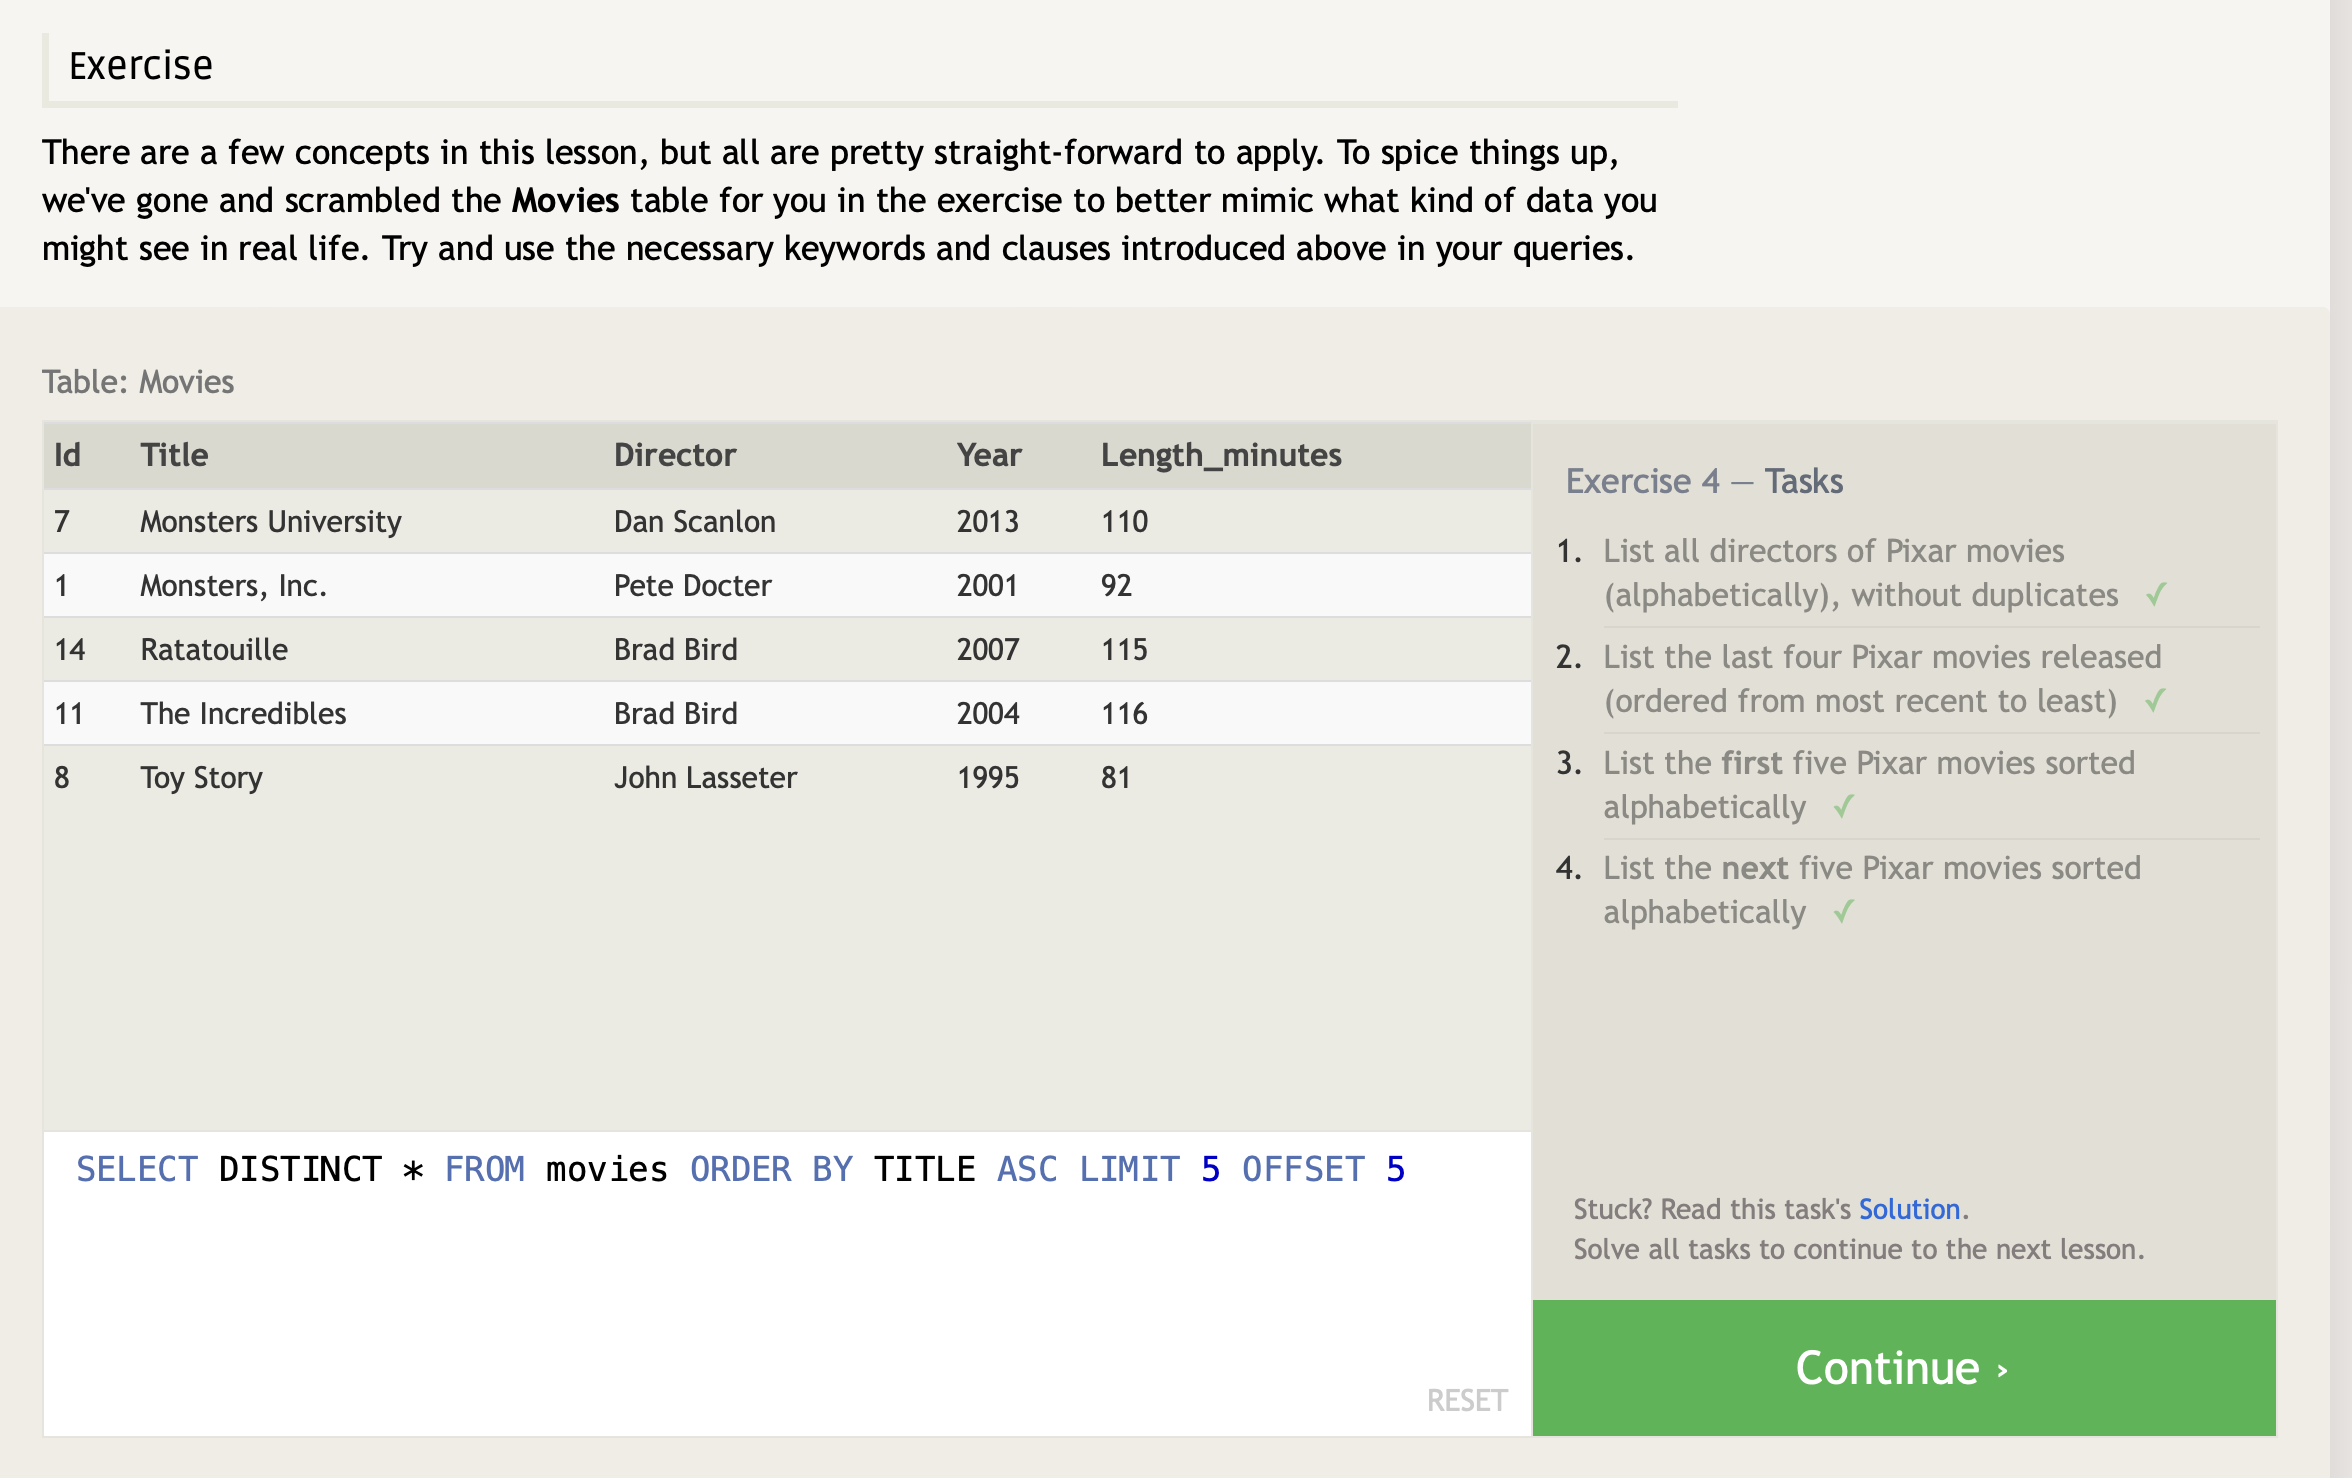 Exercise
There are a few concepts in this lesson, but all are pretty straight-forward to apply. To spice things up,
we've gone and scrambled the Movies table for you in the exercise to better mimic what kind of data you
might see in real life. Try and use the necessary keywords and clauses introduced above in your queries.
Table: Movies
Id Title Director Year Length_minutes
7 Monsters University Dan Scanlon 2013 110
1 Monsters, Inc. Pete Docter 2001 92
14 Ratatouille Brad Bird 2007 115
11 The Incredibles Brad Bird 2004 116
8 Toy Story John Lasseter 1995 81
SELECT DISTINCT * FROM movies ORDER BY TITLE ASC LIMIT 5 OFFSET 5
RESET
Exercise 4 — Tasks
1. List all directors of Pixar movies
(alphabetically), without duplicates ✓
2. List the last four Pixar movies released
(ordered from most recent to least) ✓
3. List the first five Pixar movies sorted
alphabetically ✓
4. List the next five Pixar movies sorted
alphabetically ✓
Stuck? Read this task's Solution.
Solve all tasks to continue to the next lesson.
Continue ›